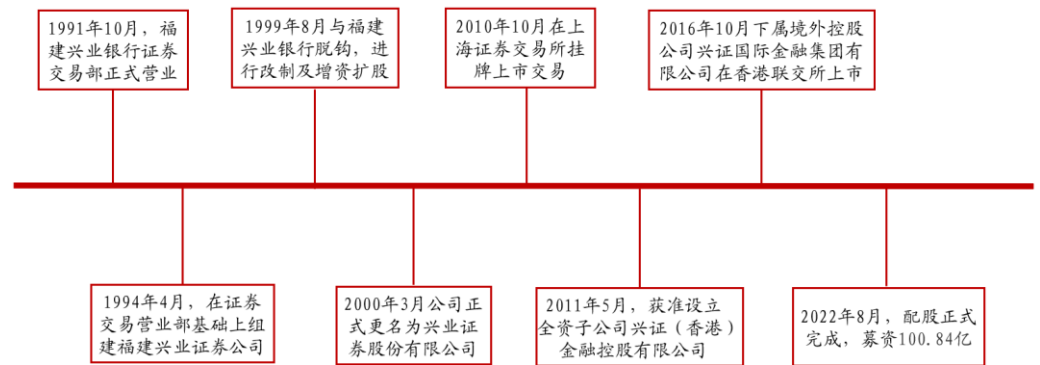 1991年10月，福
建兴业银行证券
交易部正式营业
1999年8月与福建
兴业银行脱钩，进
行改制及增资扩股
2010年10月在上
海证券交易所挂
牌上市交易
2016年10月下属境外控股
公司兴证国际金融集团有
限公司在香港联交所上市
1994年4月，在证券
交易营业部基础上组
建福建兴业证券公司
2000年3月公司正
式更名为兴业证
券股份有限公司
2011年5月，获准设立
全资子公司兴证（香港）
金融控股有限公司
2022年8月，配股正式
完成，募资100.84亿